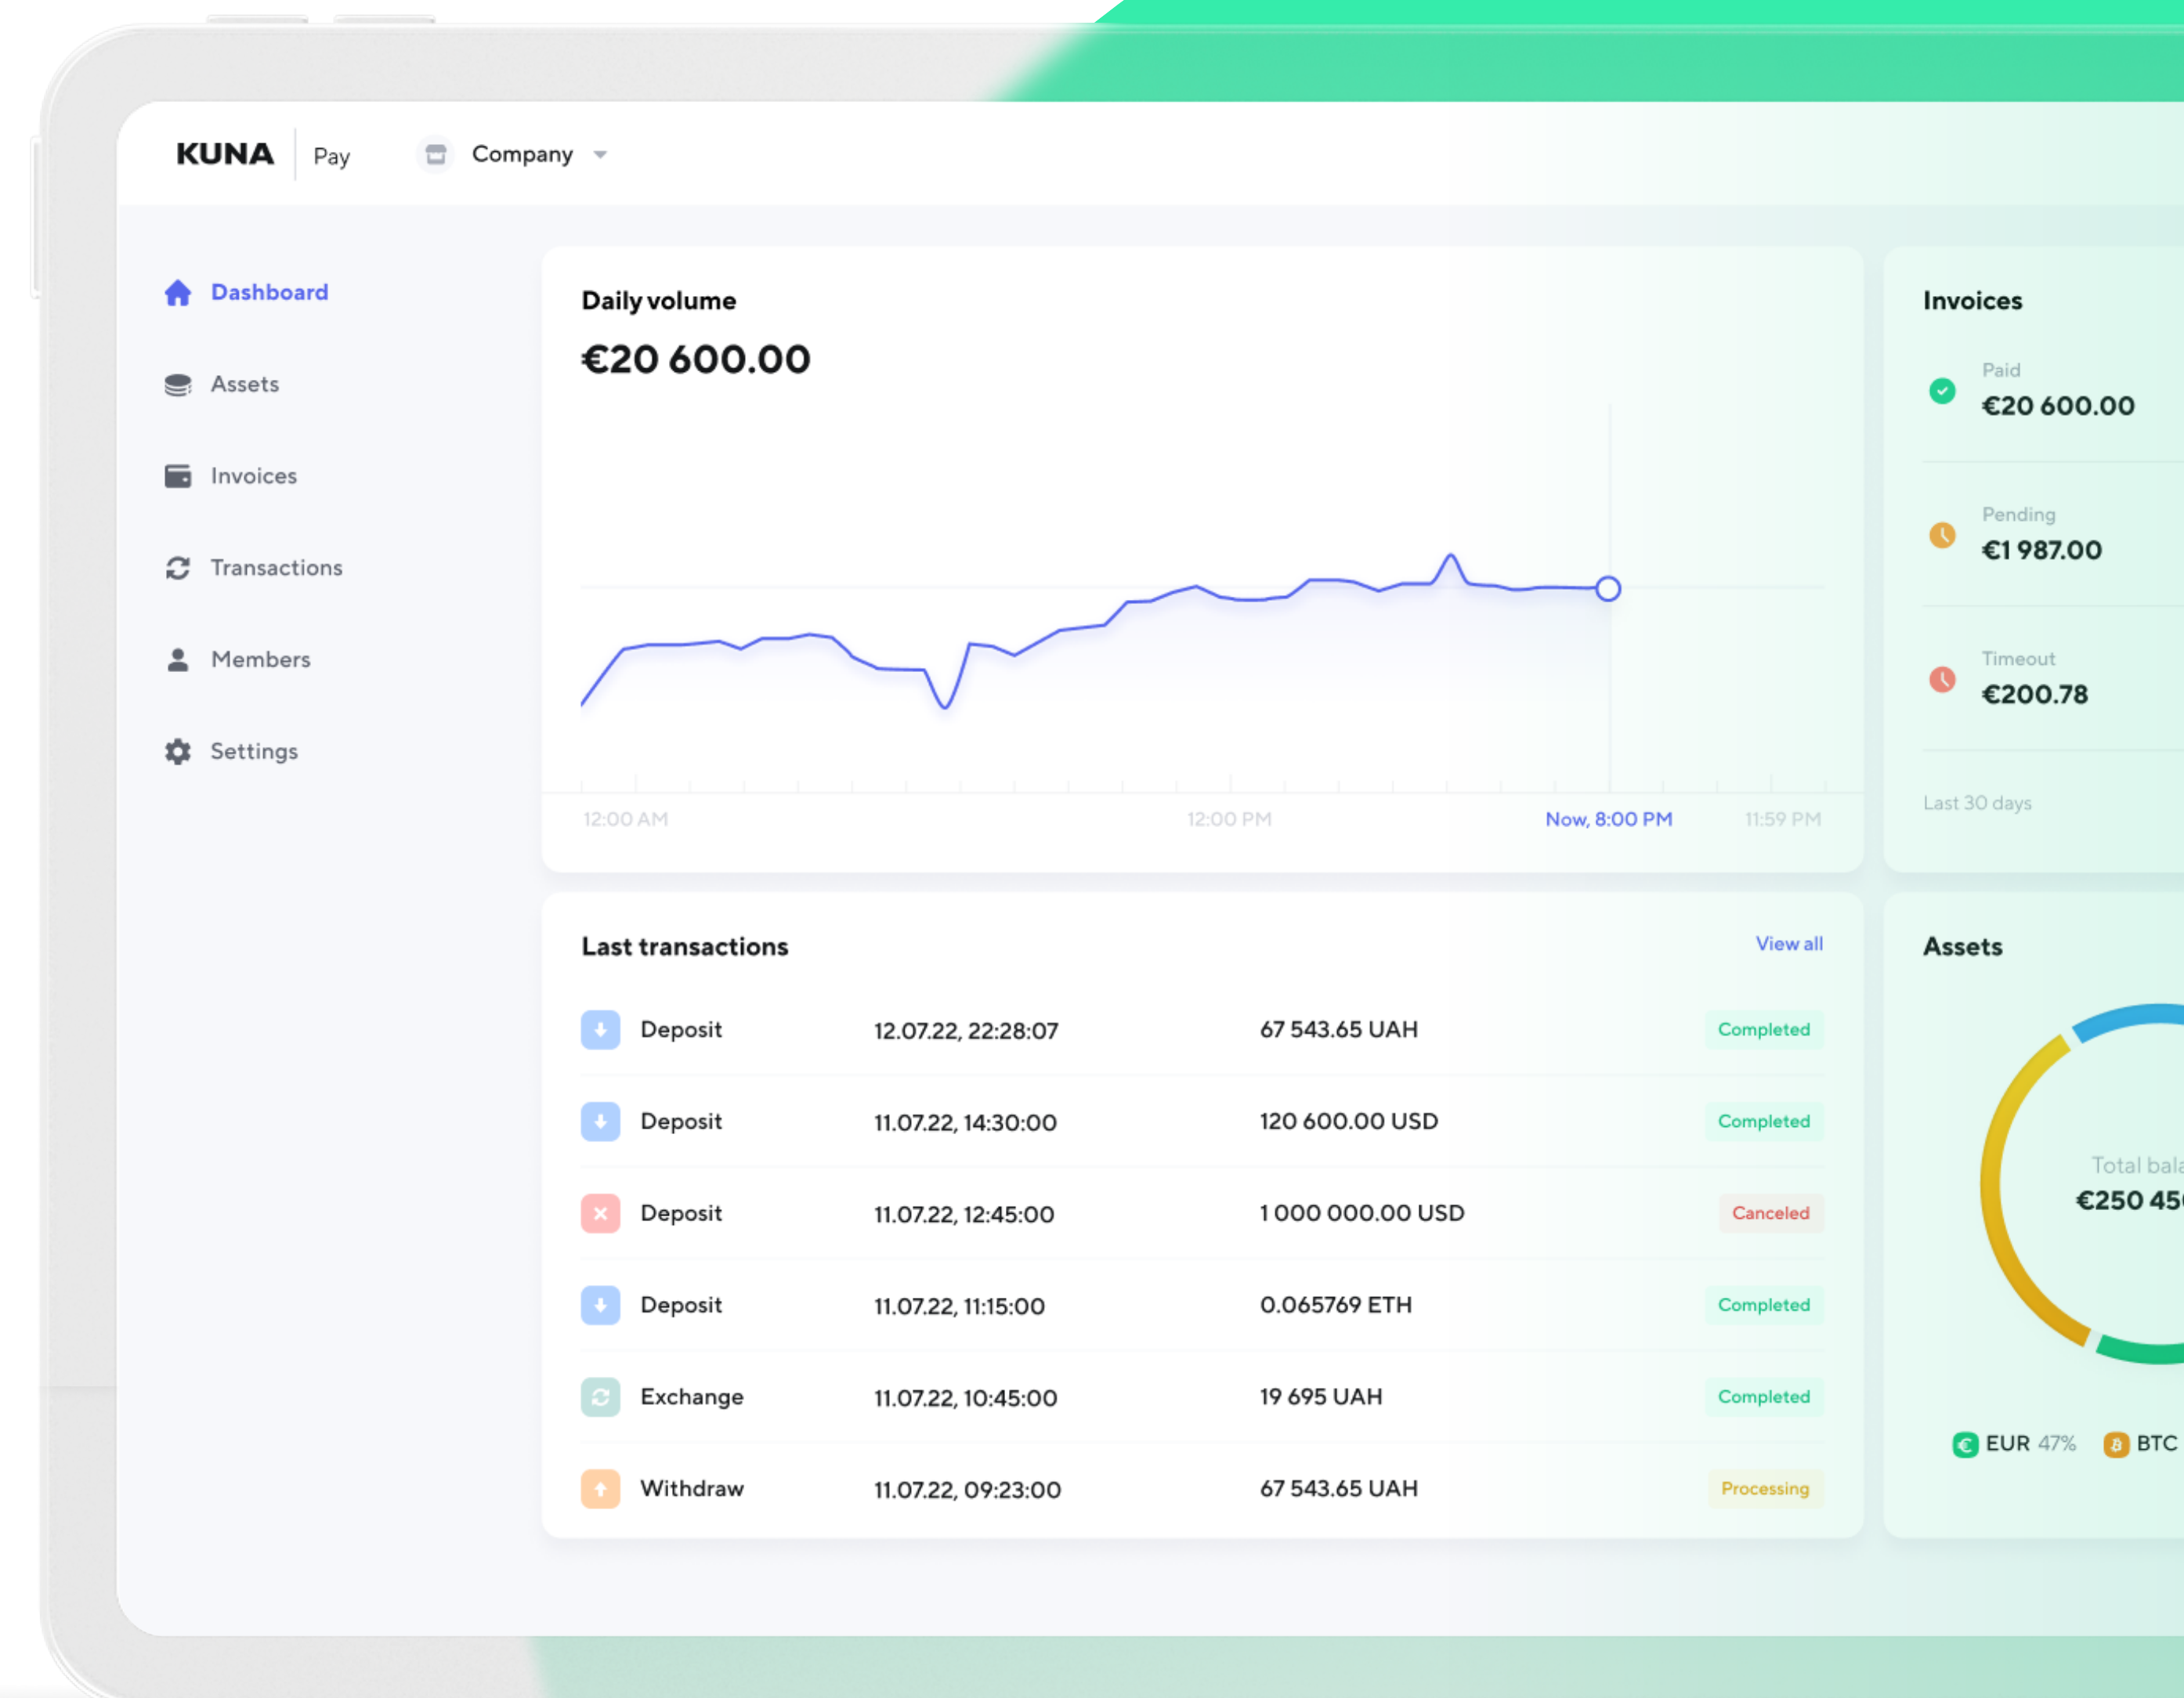 KUNA Pay Company
Dashboard
Assets
Invoices
Transactions
Members
Settings
Daily volume
€20 600.00
12:00 AM 12:00 PM Now, 8:00 PM 11:59 PM
Invoices
Paid
€20 600.00
Pending
€1 987.00
Timeout
€200.78
Last 30 days
Last transactions View all
Deposit 12.07.22, 22:28:07 67 543.65 UAH Completed
Deposit 11.07.22, 14:30:00 120 600.00 USD Completed
Deposit 11.07.22, 12:45:00 1 000 000.00 USD Canceled
Deposit 11.07.22, 11:15:00 0.065769 ETH Completed
Exchange 11.07.22, 10:45:00 19 695 UAH Completed
Withdraw 11.07.22, 09:23:00 67 543.65 UAH Processing
Assets
Total
€250
EUR 47% BTC